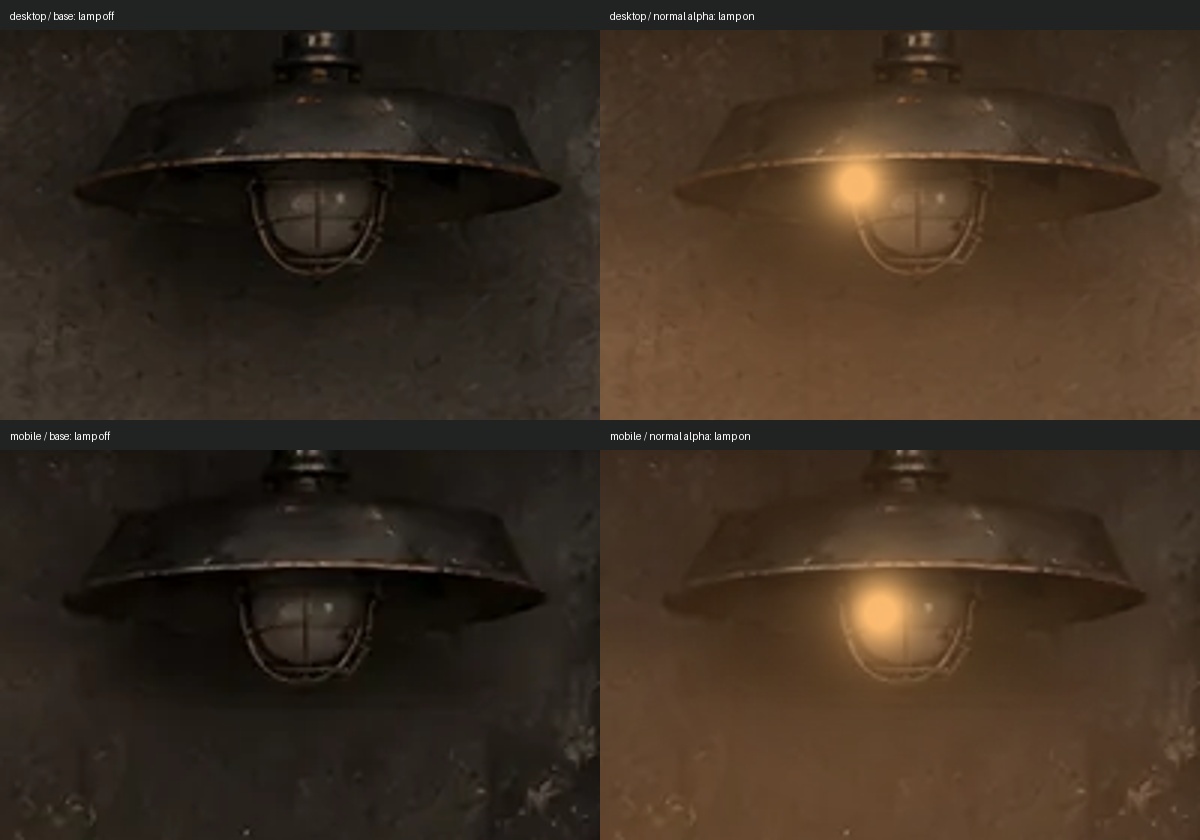 desktop / base: lamp off
desktop / normal alpha: lamp on
mobile / base: lamp off
mobile / normal alpha: lamp on